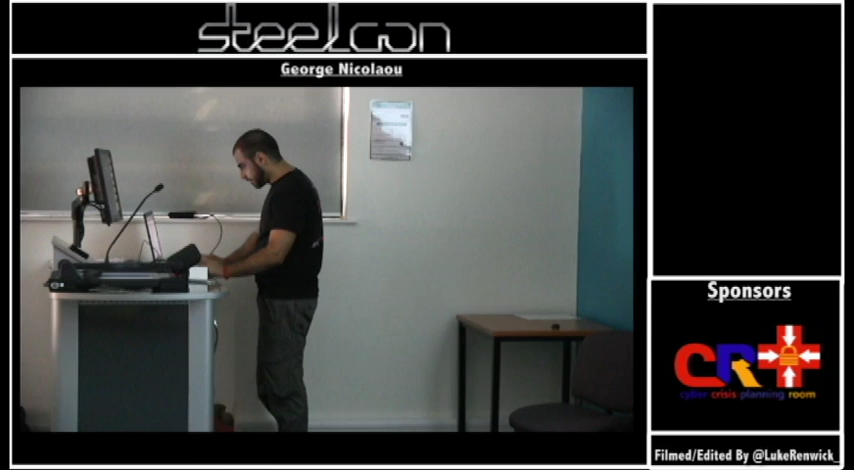 steelcon
George Nicolaou
Sponsors
CR
cyber crisis planning room
Filmed/Edited By @LukeRenwick_